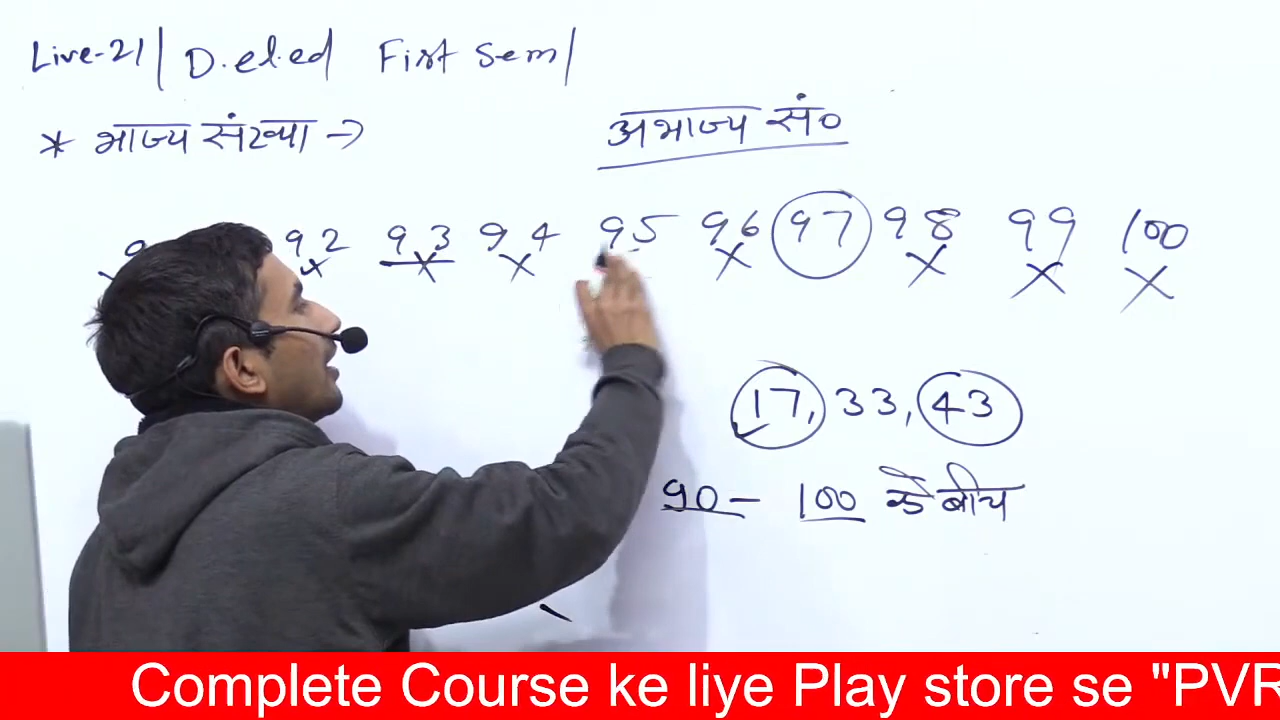 Live-21/ D.el.ed First Sem/
* भाज्य संख्या →
अभाज्य सं०
92 93 94 95 96 97 98 99 100
17, 33, 43
90 - 100 के बीच
Complete Course ke liye Play store se "PVR